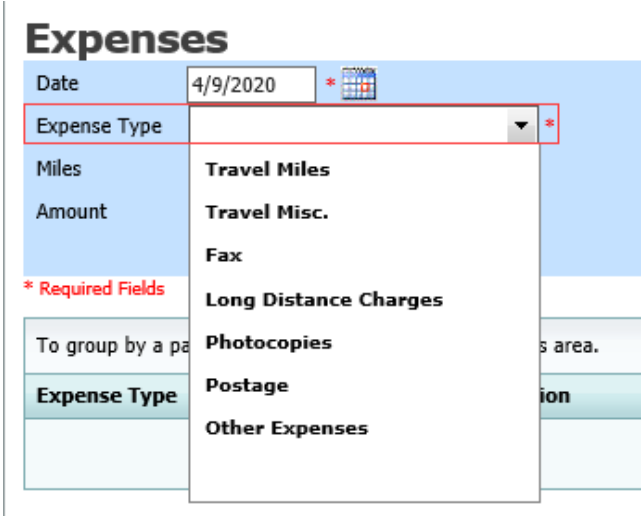 Expenses
Date 4/9/2020 *
Expense Type *
Miles Travel Miles
Amount Travel Misc.
Fax
* Required Fields Long Distance Charges
To group by a pa Photocopies s area.
Expense Type Postage ion
Other Expenses